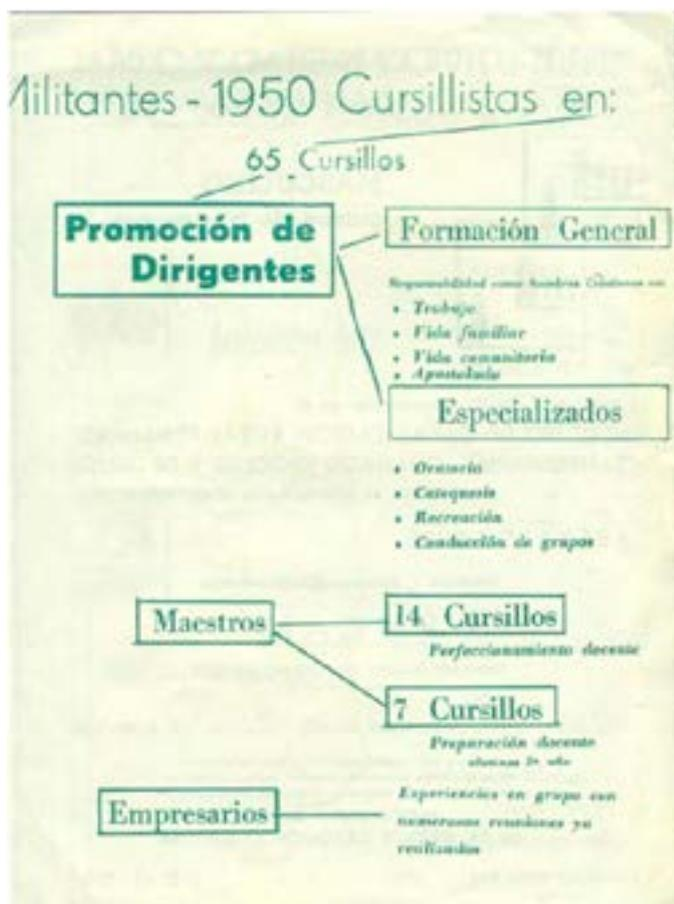 Militantes - 1950 Cursillistas en:
65 Cursillos
Promoción de
Dirigentes
Formación General
Responsabilidad como hombres Cristianos en
• Trabajo
• Vida familiar
• Vida comunitaria
• Apostolado
Especializados
• Oratoria
• Catequesis
• Recreación
• Conducción de grupos
Maestros
14 Cursillos
Perfeccionamiento docente
7 Cursillos
Preparación docente
Empresarios
Experiencias en grupo con
numerosas reuniones ya
realizadas